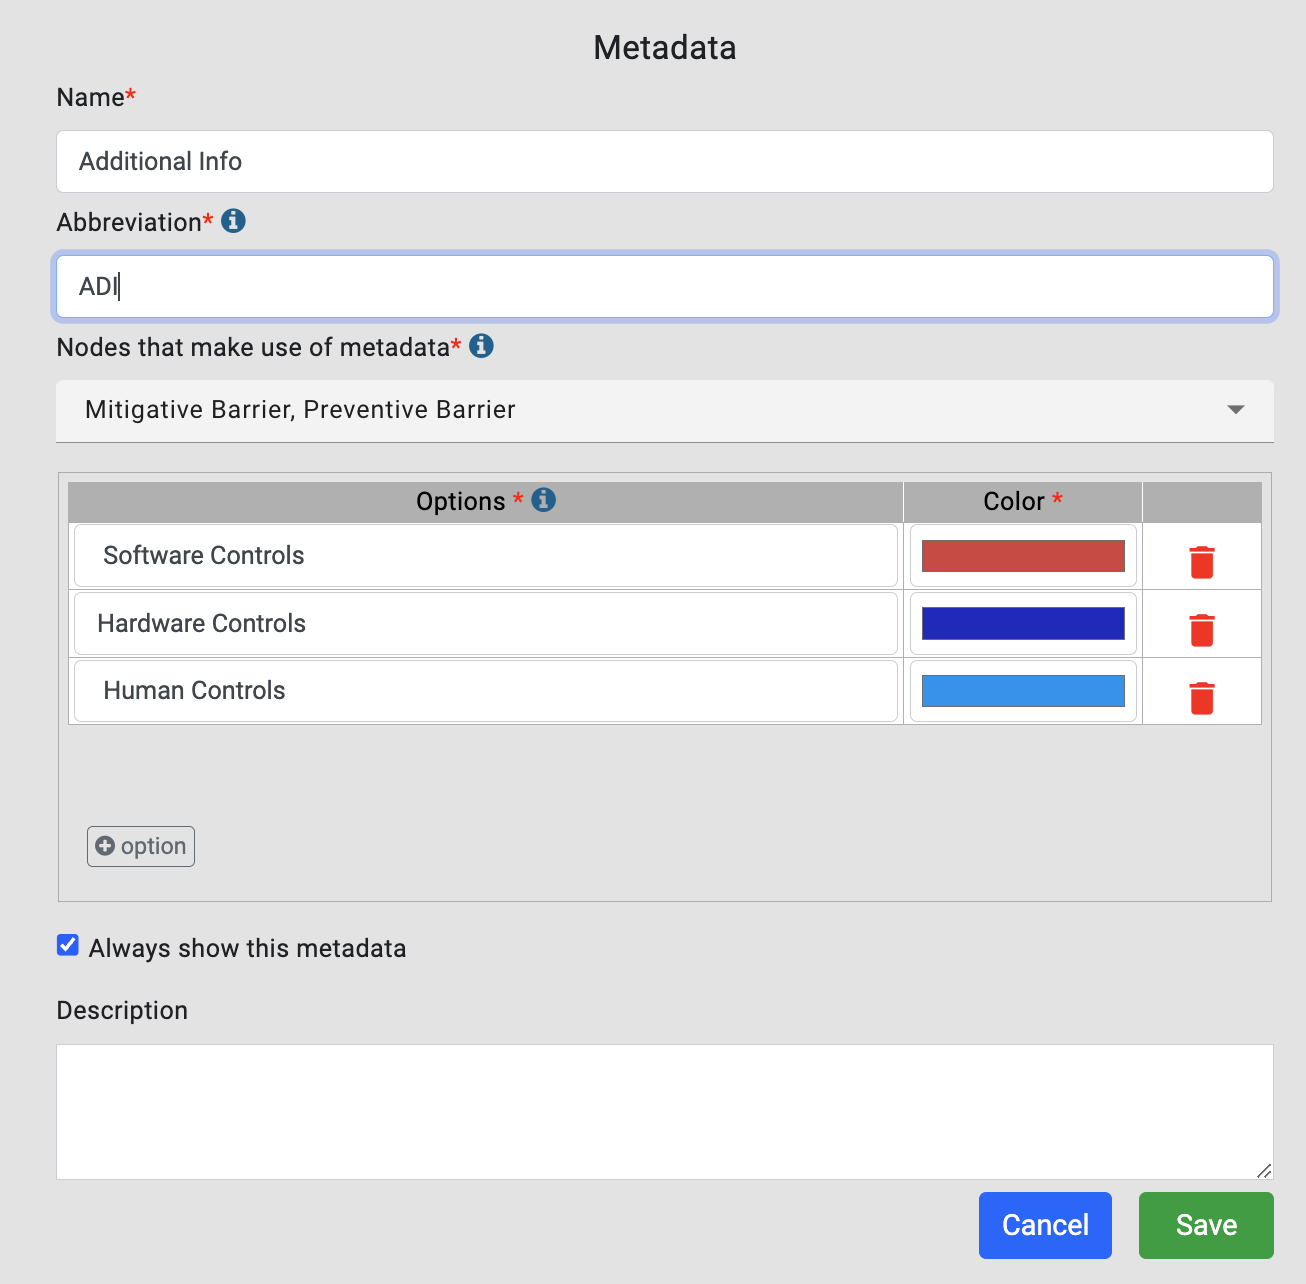 Metadata
Name*
Additional Info
Abbreviation*
ADI
Nodes that make use of metadata*
Mitigative Barrier, Preventive Barrier
Options * Color *
Software Controls
Hardware Controls
Human Controls
option
Always show this metadata
Description
Cancel Save